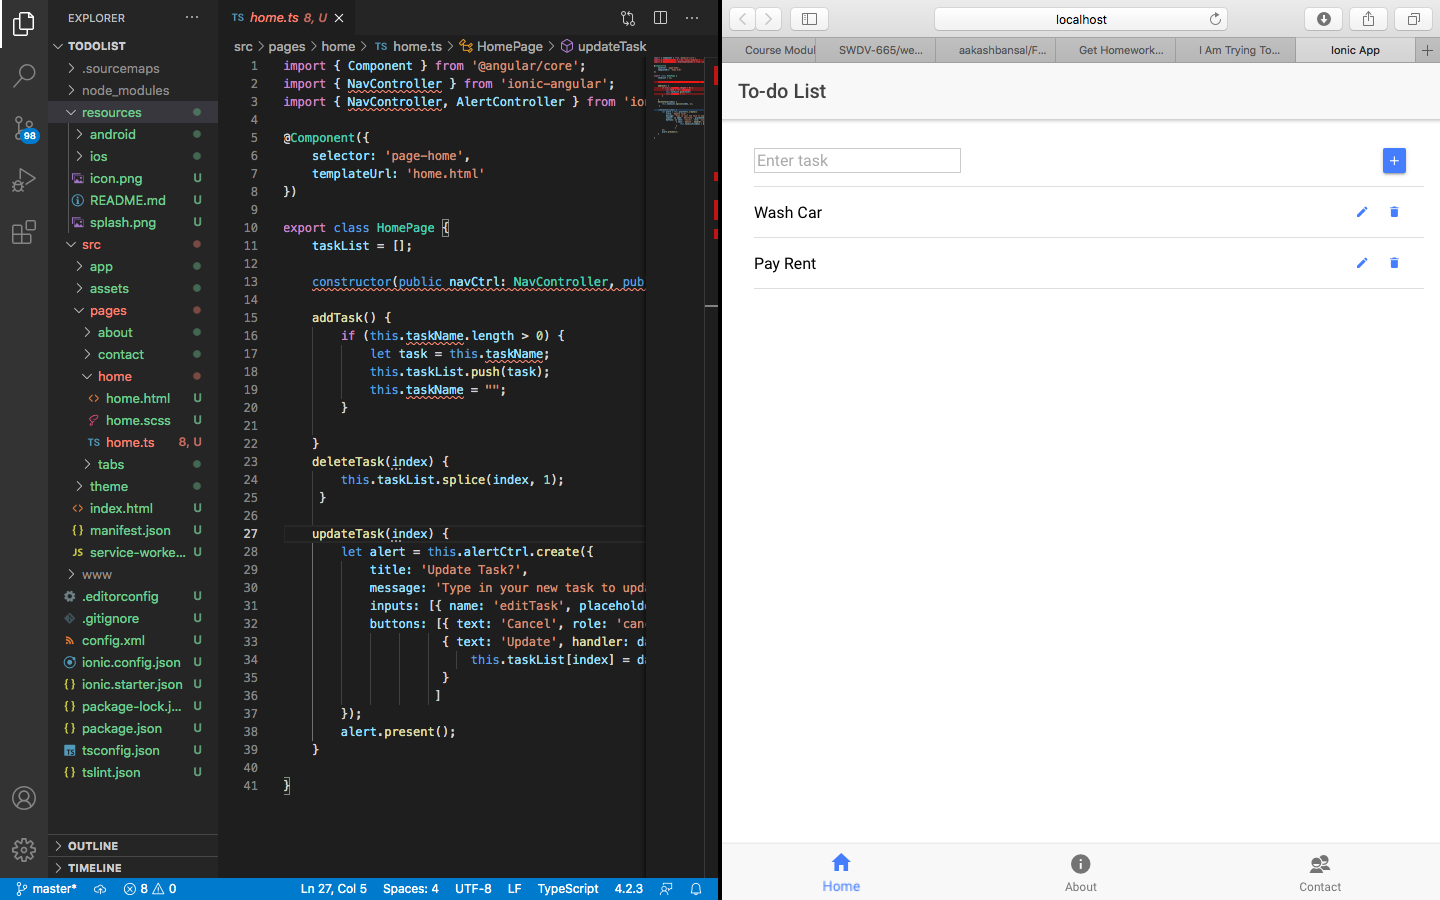 EXPLORER
TODOLIST
.sourcemaps
node_modules
resources
android
ios
icon.png U
README.md U
splash.png U
src
app
assets
pages
about
contact
home
home.html U
home.scss U
TS home.ts 8, U
tabs
theme
index.html U
manifest.json U
JS service-worke... U
www
.editorconfig U
.gitignore U
config.xml U
ionic.config.json U
ionic.starter.json U
package-lock.j... U
package.json U
tsconfig.json U
tslint.json U
OUTLINE
TIMELINE
98
TS home.ts 8, U
src > pages > home > TS home.ts > HomePage > updateTask
1 import { Component } from '@angular/core';
2 import { NavController } from 'ionic-angular';
3 import { NavController, AlertController } from 'io
4
5 @Component({
6 selector: 'page-home',
7 templateUrl: 'home.html'
8 })
9
10 export class HomePage {
11 taskList = [];
12
13 constructor(public navCtrl: NavController, pub
14
15 addTask() {
16 if (this.taskName.length > 0) {
17 let task = this.taskName;
18 this.taskList.push(task);
19 this.taskName = "";
20 }
21
22 }
23 deleteTask(index) {
24 this.taskList.splice(index, 1);
25 }
26
27 updateTask(index) {
28 let alert = this.alertCtrl.create({
29 title: 'Update Task?',
30 message: 'Type in your new task to upda
31 inputs: [{ name: 'editTask', placeholde
32 buttons: [{ text: 'Cancel', role: 'canc
33 { text: 'Update', handler: da
34 this.taskList[index] = da
35 }
36 ]
37 });
38 alert.present();
39 }
40
41 }
master* 8 0 Ln 27, Col 5 Spaces: 4 UTF-8 LF TypeScript 4.2.3
localhost
Course Modul SWDV-665/we... aakashbansal/F... Get Homework... I Am Trying To... Ionic App
To-do List
Enter task +
Wash Car
Pay Rent
Home About Contact